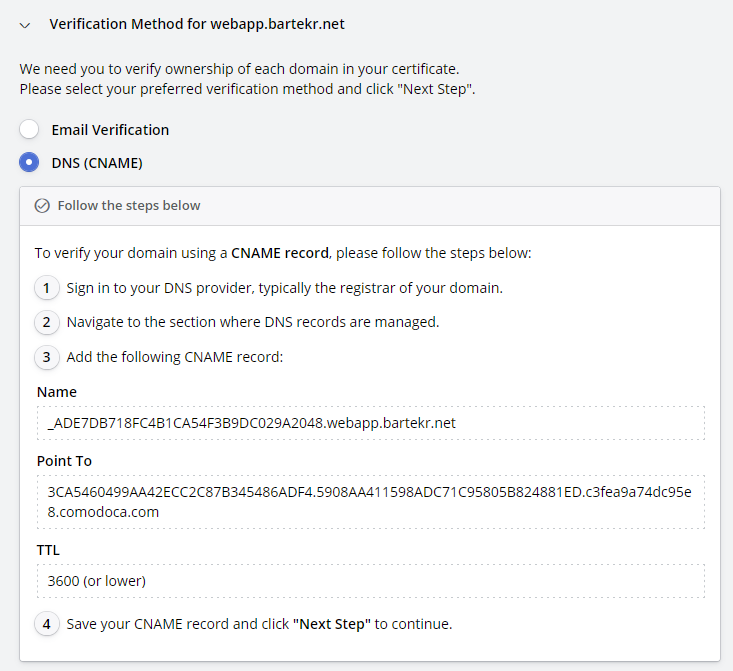 Verification Method for webapp.bartekr.net
We need you to verify ownership of each domain in your certificate.
Please select your preferred verification method and click "Next Step".
Email Verification
DNS (CNAME)
Follow the steps below
To verify your domain using a CNAME record, please follow the steps below:
1 Sign in to your DNS provider, typically the registrar of your domain.
2 Navigate to the section where DNS records are managed.
3 Add the following CNAME record:
Name
_ADE7DB718FC4B1CA54F3B9DC029A2048.webapp.bartekr.net
Point To
3CA5460499AA42ECC2C87B345486ADF4.5908AA411598ADC71C95805B824881ED.c3fea9a74dc95e
8.comodoca.com
TTL
3600 (or lower)
4 Save your CNAME record and click "Next Step" to continue.